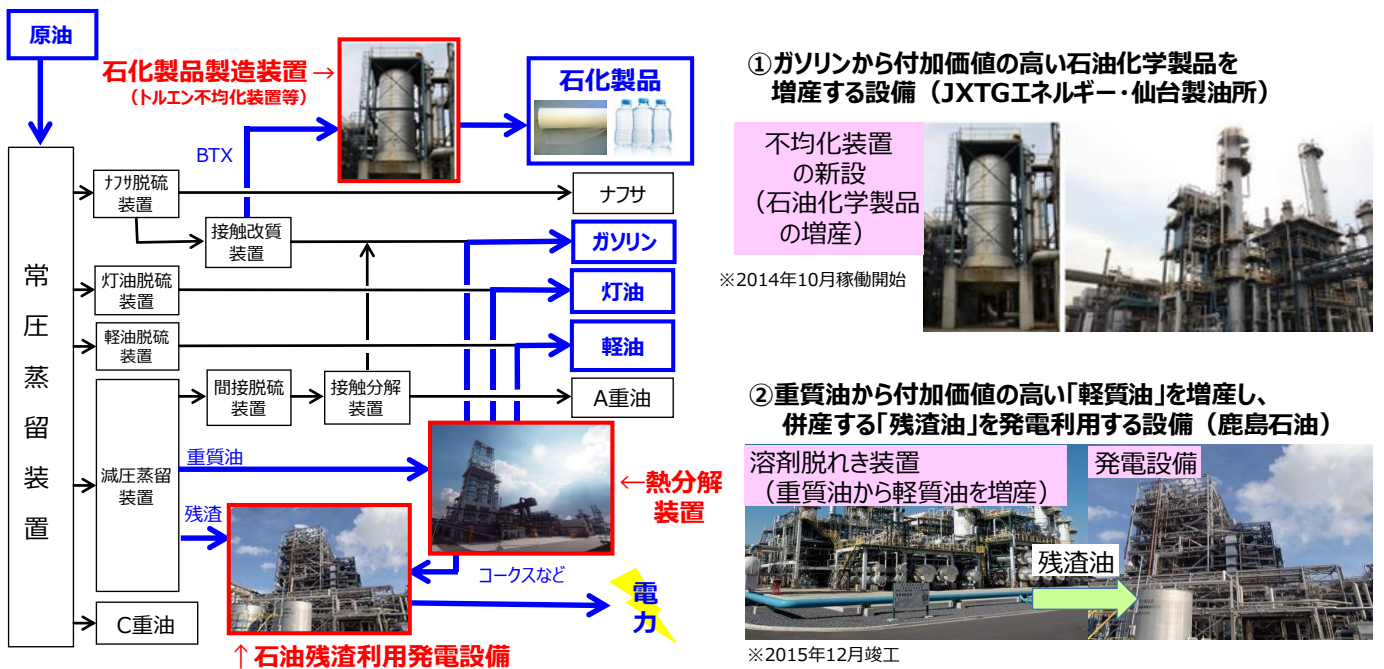 原油
石化製品製造装置→
（トルエン不均化装置等）
石化製品
BTX
ナフサ脱硫
装置
ナフサ
接触改質
装置
ガソリン
常圧蒸留装置
灯油脱硫
装置
灯油
軽油脱硫
装置
軽油
間接脱硫
装置
接触分解
装置
A重油
減圧蒸留
装置
重質油
←熱分解
装置
残渣
コークスなど
電力
C重油
↑石油残渣利用発電設備
①ガソリンから付加価値の高い石油化学製品を
増産する設備（JXTGエネルギー・仙台製油所）
不均化装置
の新設
（石油化学製品
の増産）
※2014年10月稼働開始
②重質油から付加価値の高い「軽質油」を増産し、
併産する「残渣油」を発電利用する設備（鹿島石油）
溶剤脱れき装置
（重質油から軽質油を増産）
発電設備
残渣油
※2015年12月竣工